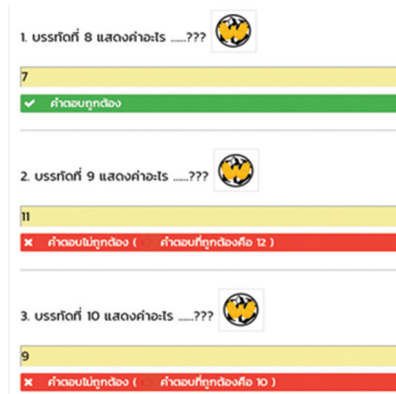 1. บรรทัดที่ 8 แสดงค่าอะไร ......???
7
✔ คำตอบถูกต้อง
2. บรรทัดที่ 9 แสดงค่าอะไร ......???
11
✖ คำตอบไม่ถูกต้อง ( คำตอบที่ถูกต้องคือ 12 )
3. บรรทัดที่ 10 แสดงค่าอะไร ......???
9
✖ คำตอบไม่ถูกต้อง ( คำตอบที่ถูกต้องคือ 10 )